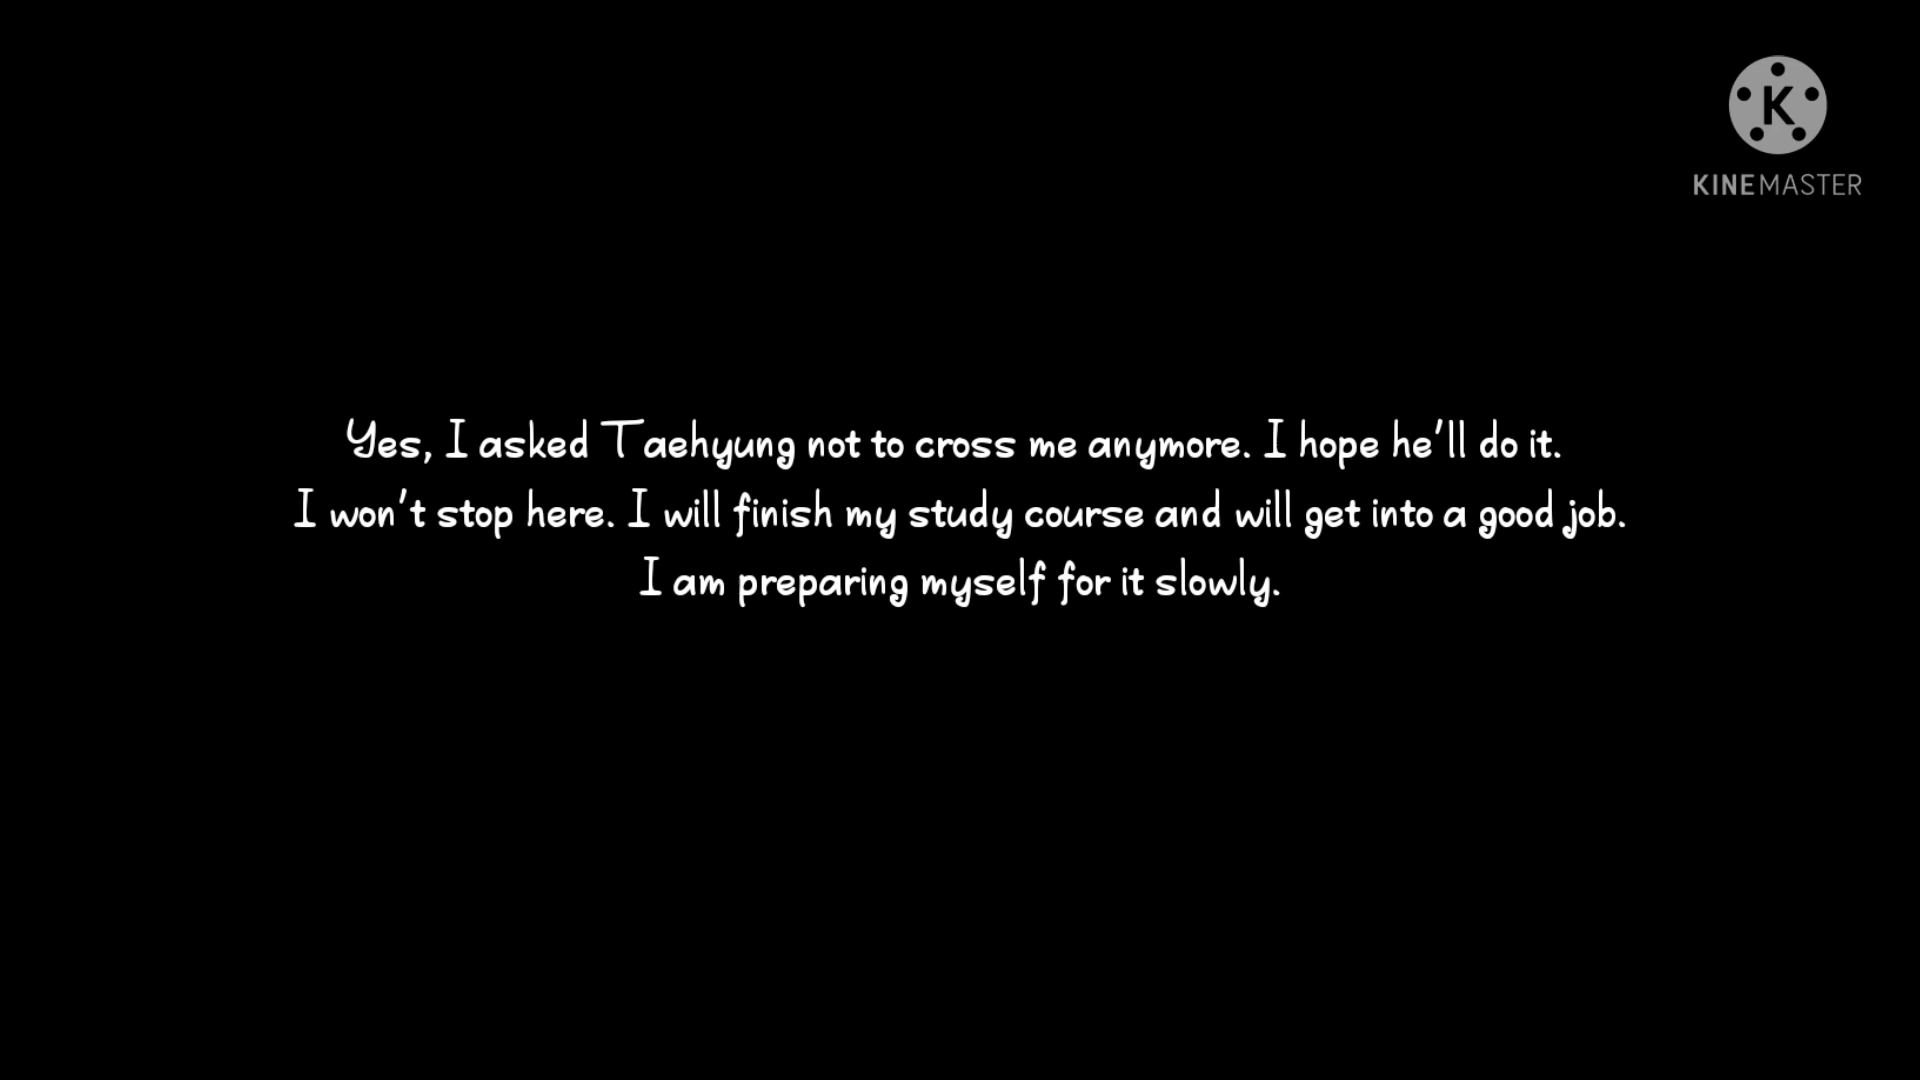 K
KINEMASTER
Yes, I asked Taehyung not to cross me anymore. I hope he'll do it.
I won't stop here. I will finish my study course and will get into a good job.
I am preparing myself for it slowly.